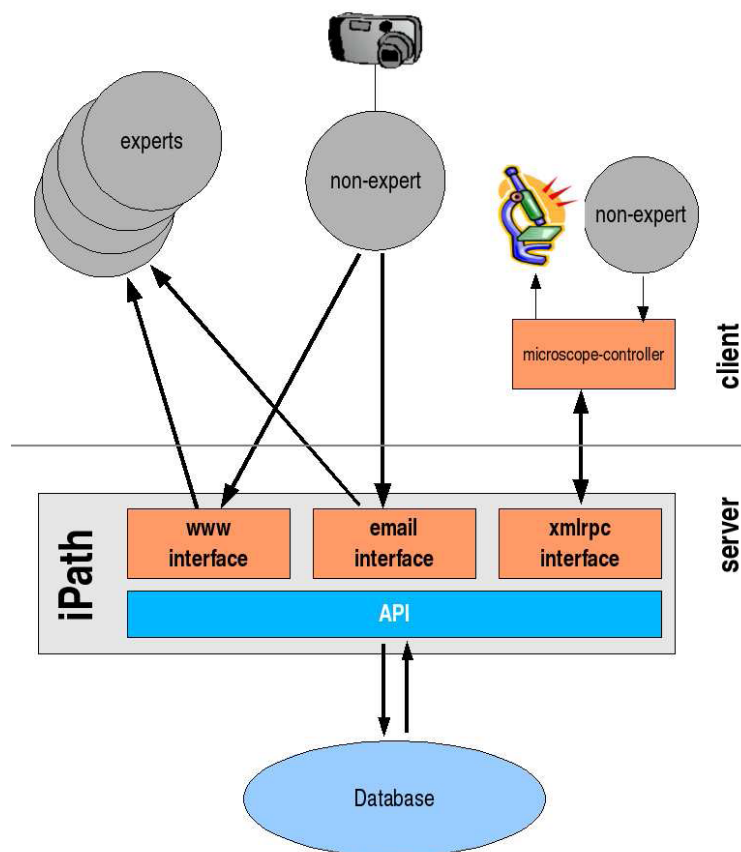 experts
non-expert
non-expert
microscope-controller
client
server
iPath
www
interface
email
interface
xmlrpc
interface
API
Database